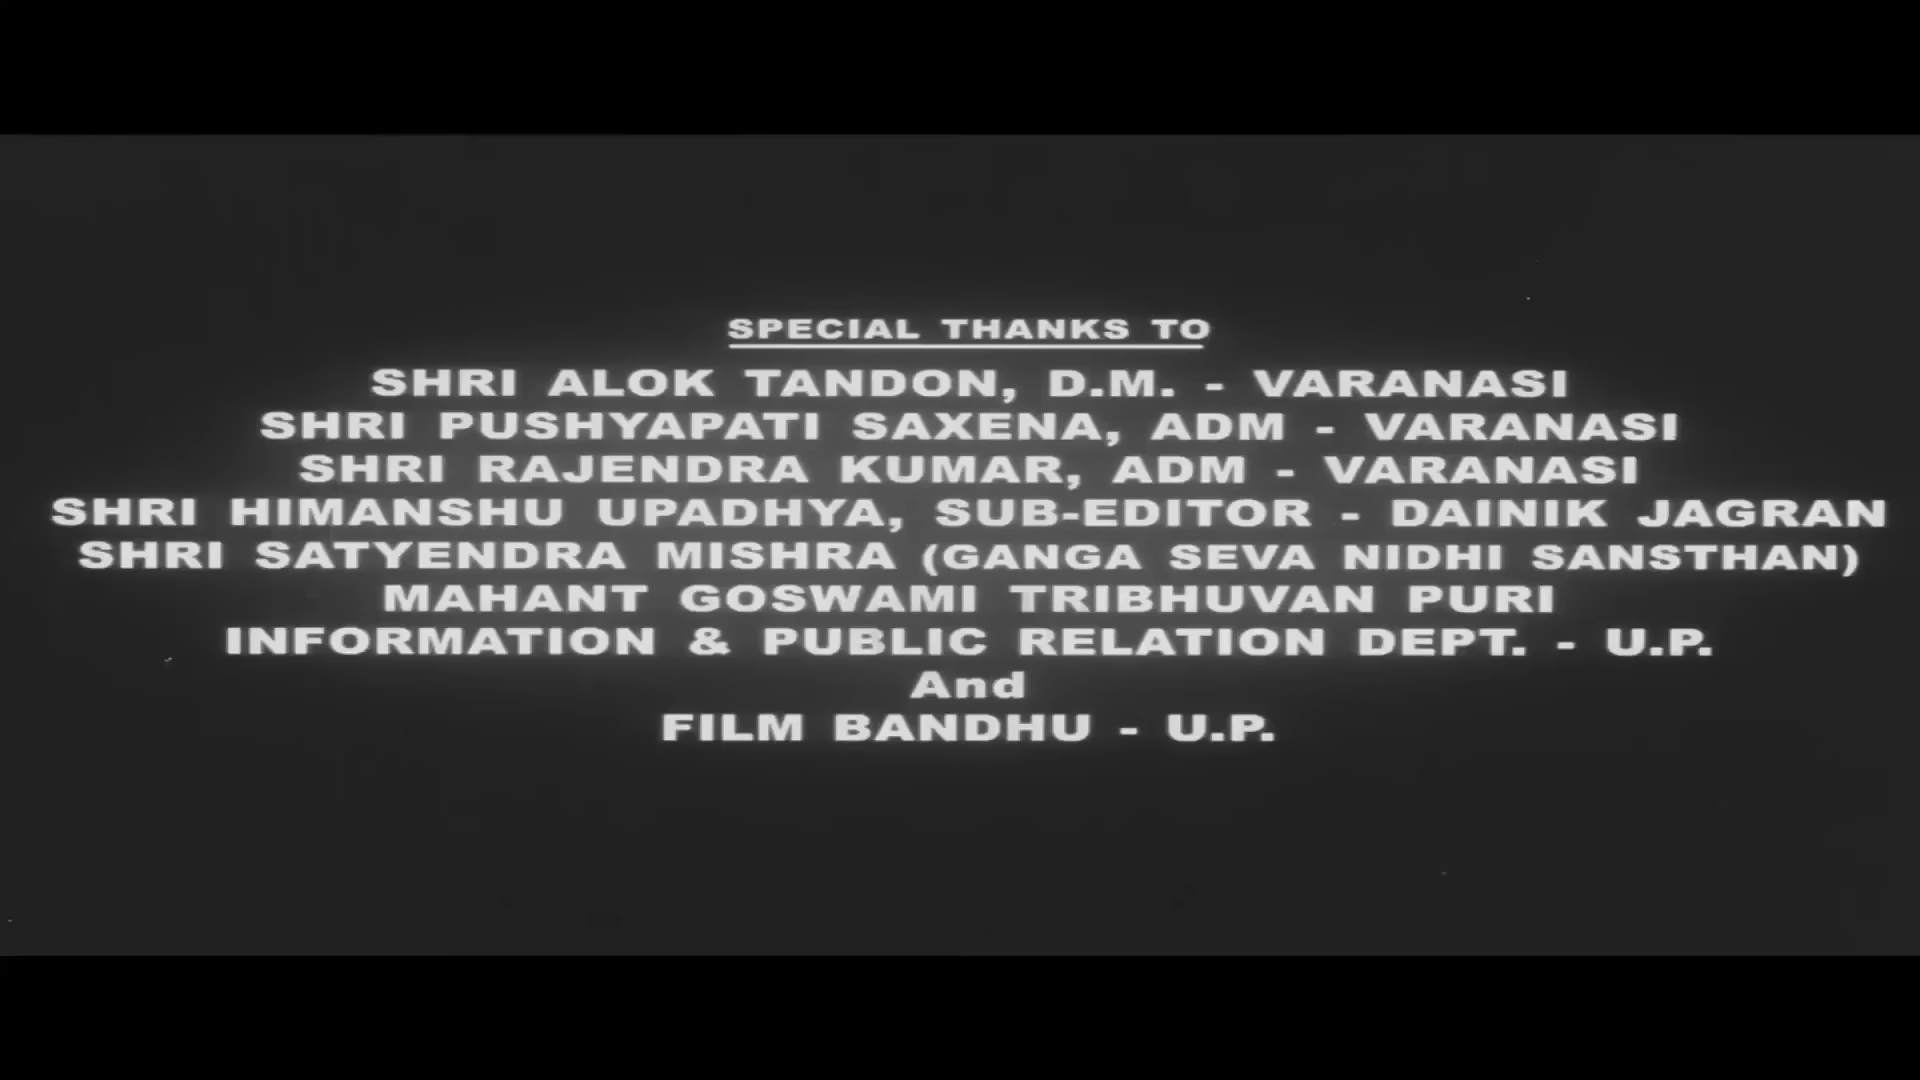 SPECIAL THANKS TO
SHRI ALOK TANDON, D.M. - VARANASI
SHRI PUSHYAPATI SAXENA, ADM - VARANASI
SHRI RAJENDRA KUMAR, ADM - VARANASI
SHRI HIMANSHU UPADHYA, SUB-EDITOR - DAINIK JAGRAN
SHRI SATYENDRA MISHRA (GANGA SEVA NIDHI SANSTHAN)
MAHANT GOSWAMI TRIBHUVAN PURI
INFORMATION & PUBLIC RELATION DEPT. - U.P.
And
FILM BANDHU - U.P.